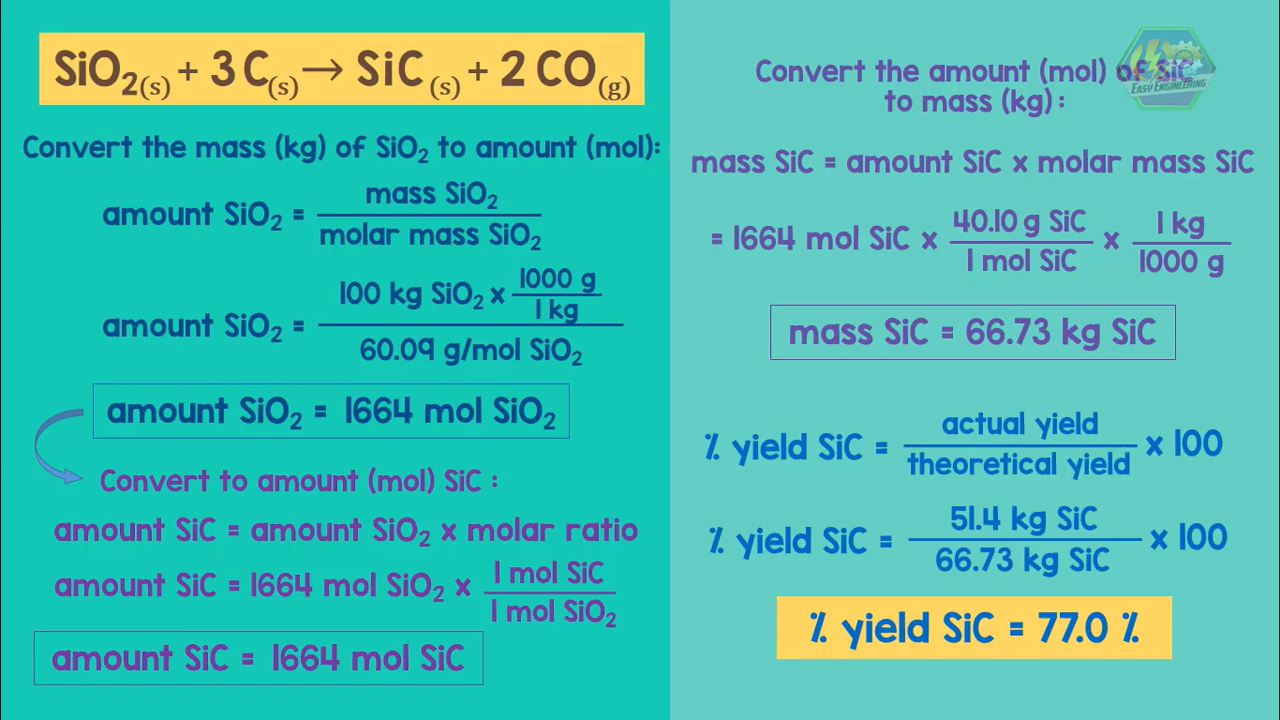 SiO₂(s) + 3 C(s) → SiC (s) + 2 CO(g)
Convert the mass (kg) of SiO₂ to amount (mol):
amount SiO₂ = mass SiO₂ / molar mass SiO₂
amount SiO₂ = 100 kg SiO₂ x 1000 g / 1 kg / 60.09 g/mol SiO₂
amount SiO₂ = 1664 mol SiO₂
Convert to amount (mol) SiC :
amount SiC = amount SiO₂ x molar ratio
amount SiC = 1664 mol SiO₂ x 1 mol SiC / 1 mol SiO₂
amount SiC = 1664 mol SiC
Convert the amount (mol) of SiC
to mass (kg) :
EASY ENGINEERING
mass SiC = amount SiC x molar mass SiC
= 1664 mol SiC x 40.10 g SiC / 1 mol SiC x 1 kg / 1000 g
mass SiC = 66.73 kg SiC
% yield SiC = actual yield / theoretical yield x 100
% yield SiC = 51.4 kg SiC / 66.73 kg SiC x 100
% yield SiC = 77.0 %